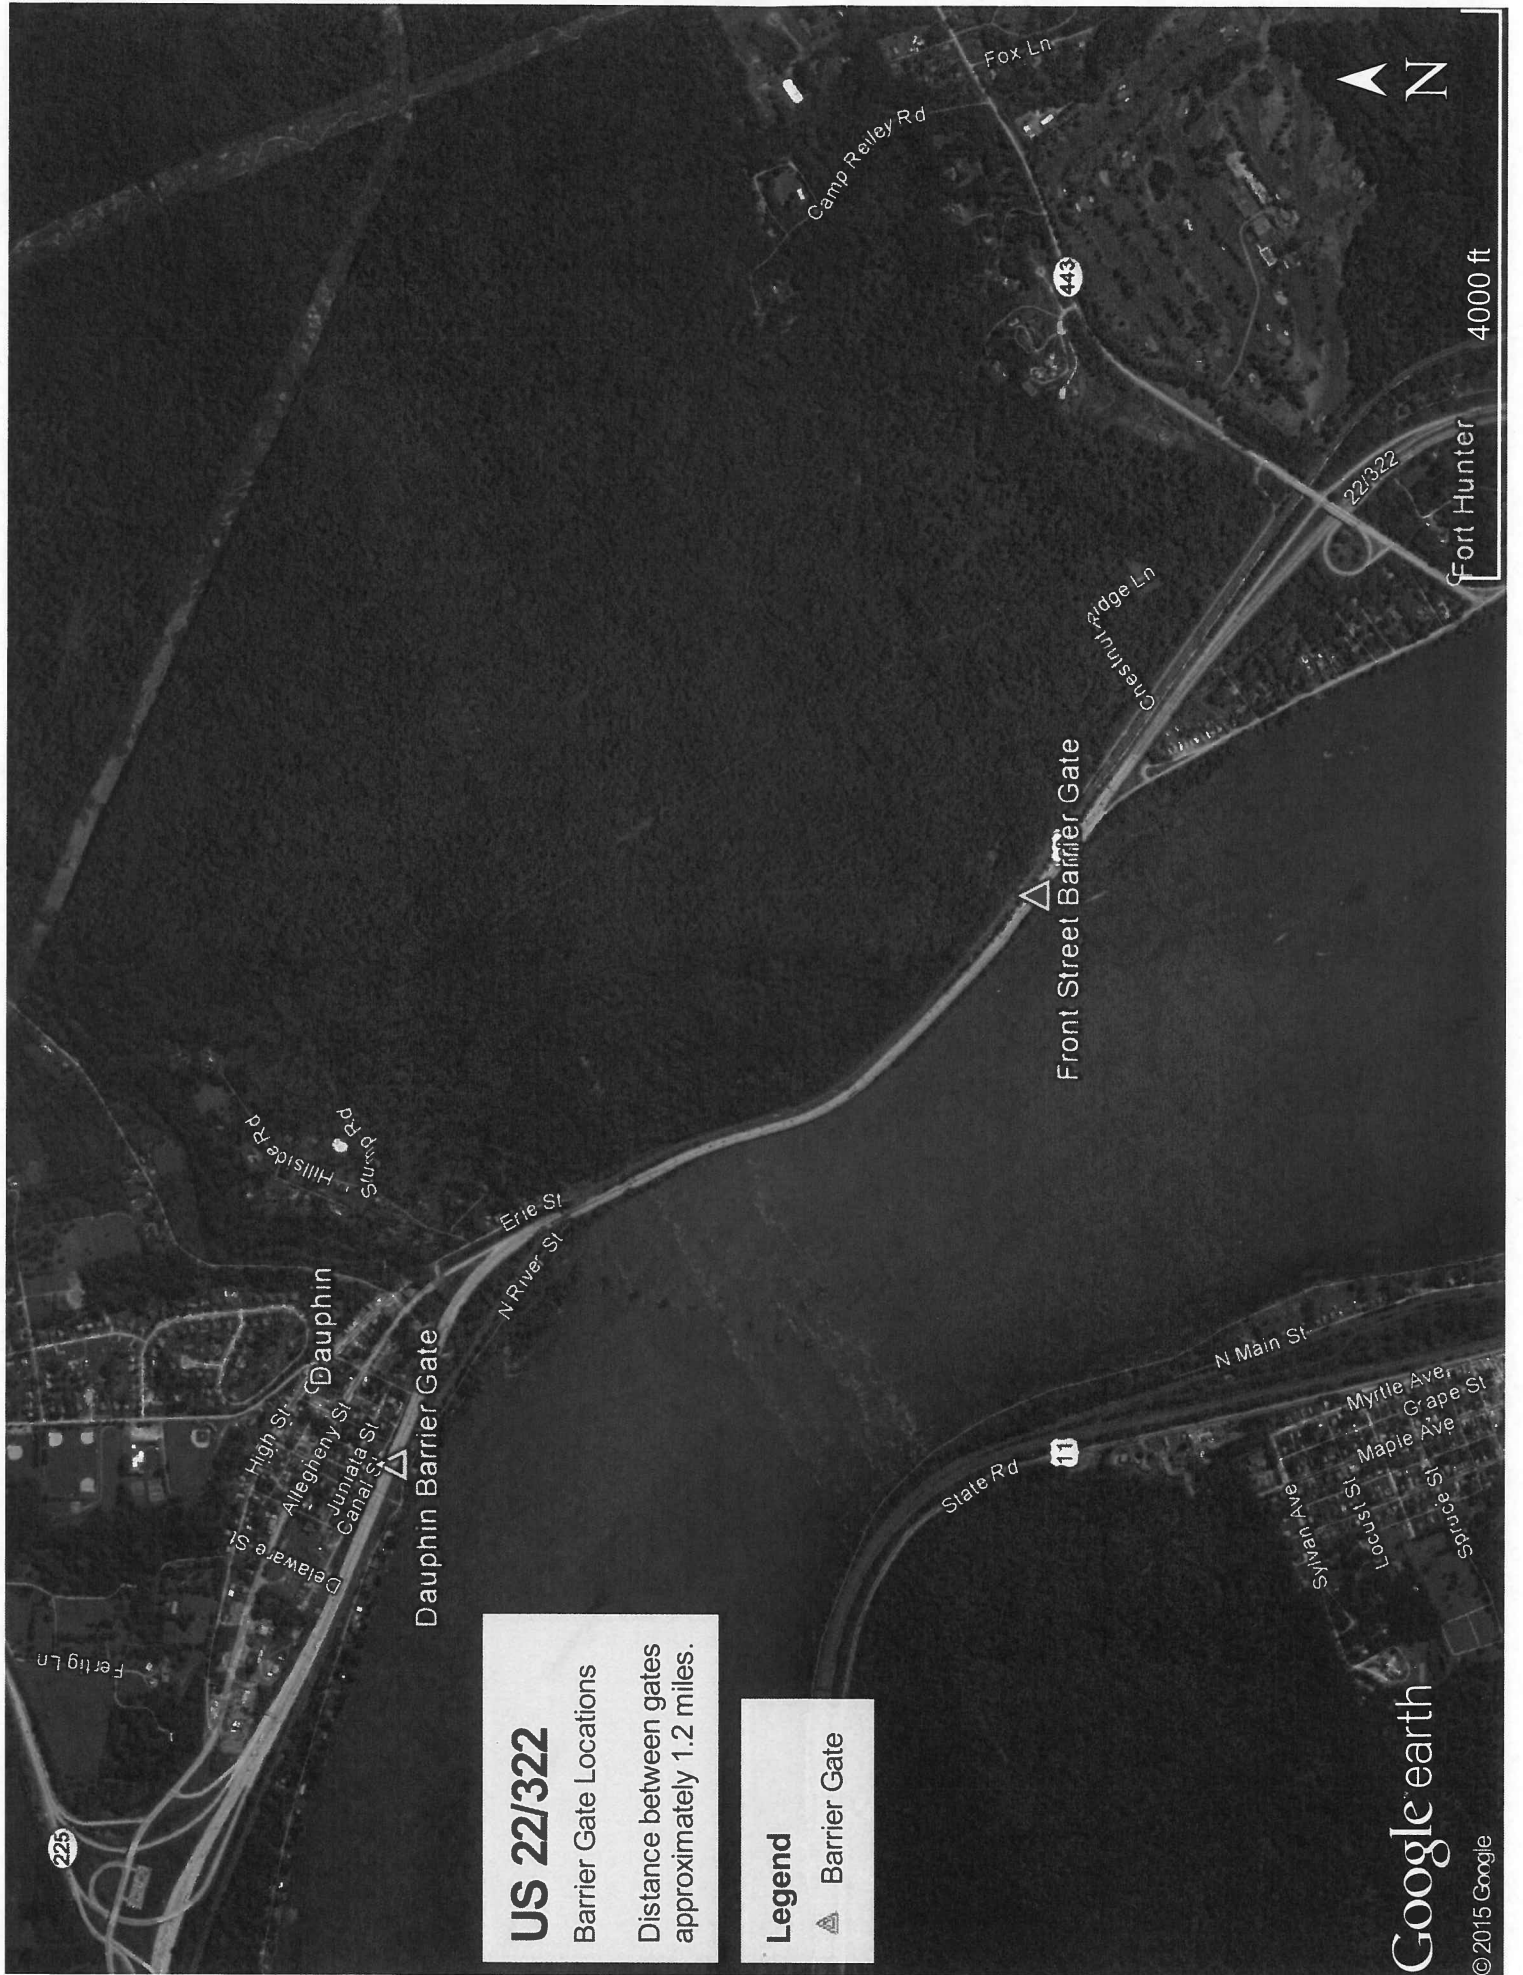 225
Fertig Ln
High St
Delaware St
Allegheny St
Juniata St
Canal St
Dauphin
Dauphin Barrier Gate
Hillside Rd
Stump Rd
Erie St
N River St
Camp Reiley Rd
Fox Ln
443
Chestnut Ridge Ln
Front Street Barrier Gate
22/322
Fort Hunter
State Rd
11
N Main St
Sylvan Ave
Myrtle Ave
Grape St
Locust St
Maple Ave
Spruce St
US 22/322
Barrier Gate Locations
Distance between gates
approximately 1.2 miles.
Legend
Barrier Gate
Google earth
© 2015 Google
N
4000 ft